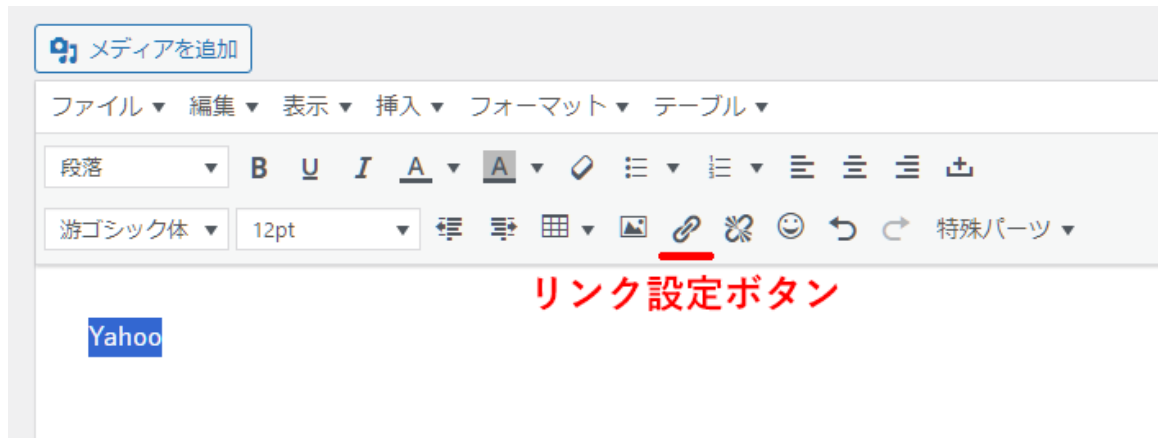 メディアを追加
ファイル 編集 表示 挿入 フォーマット テーブル
段落 B U I A A
游ゴシック体 12pt 特殊パーツ
リンク設定ボタン
Yahoo